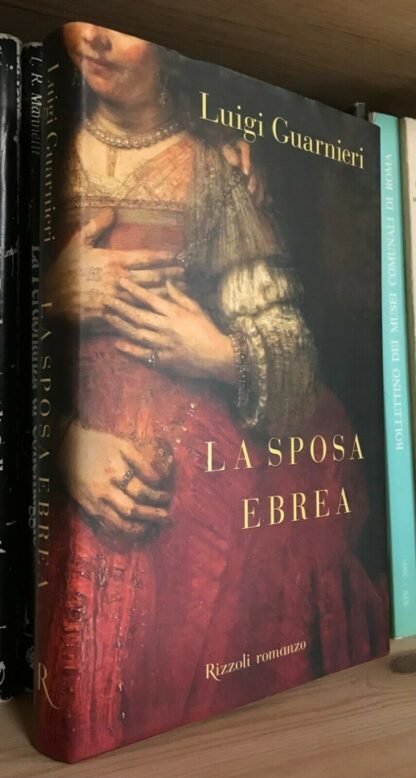 Luigi Guarnieri
LA SPOSA
EBREA
Rizzoli romanzo
Luigi Guarnieri
LA SPOSA EBREA
R
BOLLETTINO DEI MUSEI COMUNALI DI ROMA